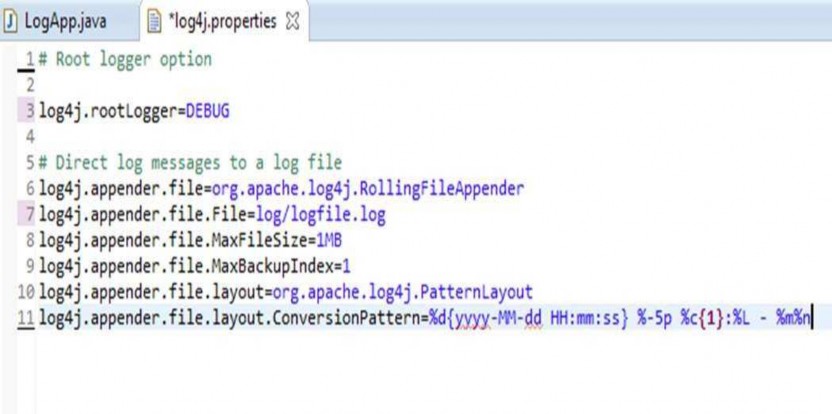 LogApp.java *log4j.properties
1 # Root logger option
2
3 log4j.rootLogger=DEBUG
4
5 # Direct log messages to a log file
6 log4j.appender.file=org.apache.log4j.RollingFileAppender
7 log4j.appender.file.File=log/logfile.log
8 log4j.appender.file.MaxFileSize=1MB
9 log4j.appender.file.MaxBackupIndex=1
10 log4j.appender.file.layout=org.apache.log4j.PatternLayout
11 log4j.appender.file.layout.ConversionPattern=%d{yyyy-MM-dd HH:mm:ss} %-5p %c{1}:%L - %m%n